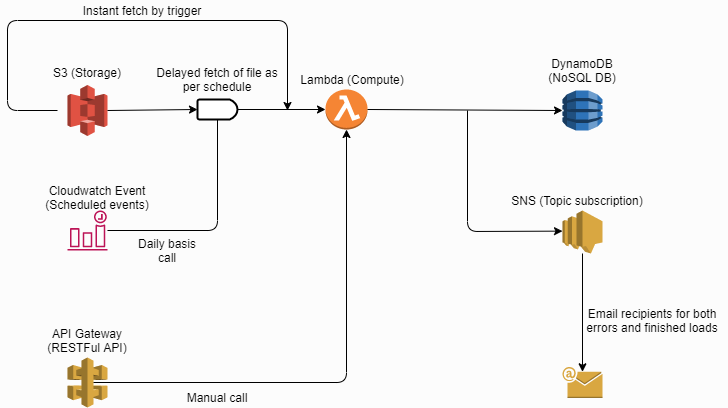 Instant fetch by trigger
S3 (Storage)
Delayed fetch of file as
per schedule
Lambda (Compute)
DynamoDB
(NoSQL DB)
Cloudwatch Event
(Scheduled events)
Daily basis
call
SNS (Topic subscription)
Email recipients for both
errors and finished loads
API Gateway
(RESTFul API)
Manual call